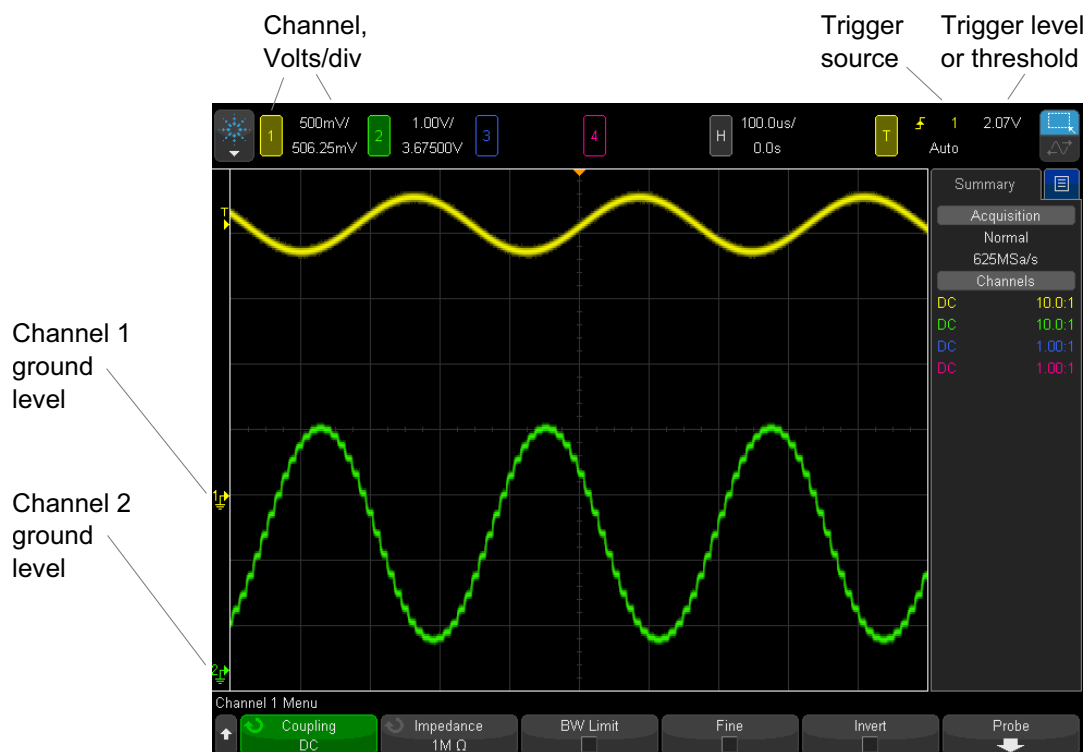 Channel,
Volts/div
Trigger
source
Trigger level
or threshold
1 500mV/ 2 1.00V/ 3 4 H 100.0us/ T 1 2.07V
506.25mV 3.67500V 0.0s Auto
T
Summary
Acquisition
Normal
625MSa/s
Channels
DC 10.0:1
DC 10.0:1
DC 1.00:1
DC 1.00:1
Channel 1
ground
level
1
Channel 2
ground
level
2
Channel 1 Menu
Coupling
DC
Impedance
1M Ω
BW Limit
Fine
Invert
Probe